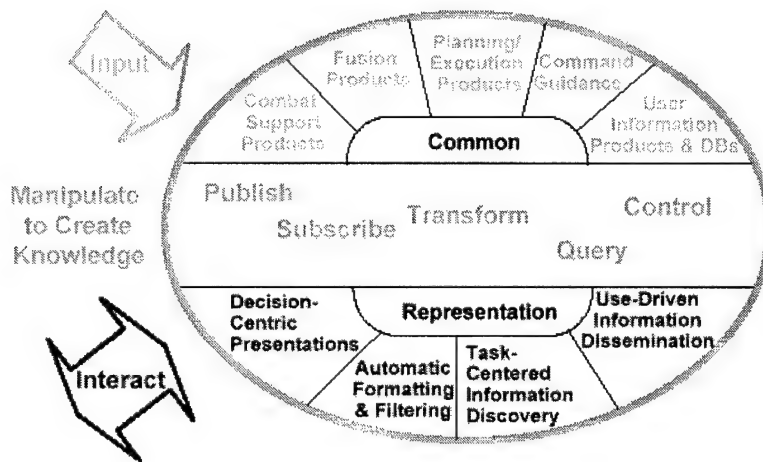 Input
Combat
Support
Products
Fusion
Products
Planning/
Execution
Products
Command
Guidance
User
Information
Products & DBs
Common
Manipulate
to Create
Knowledge
Publish
Subscribe
Transform
Query
Control
Interact
Representation
Decision-
Centric
Presentations
Automatic
Formatting
& Filtering
Task-
Centered
Information
Discovery
Use-Driven
Information
Dissemination